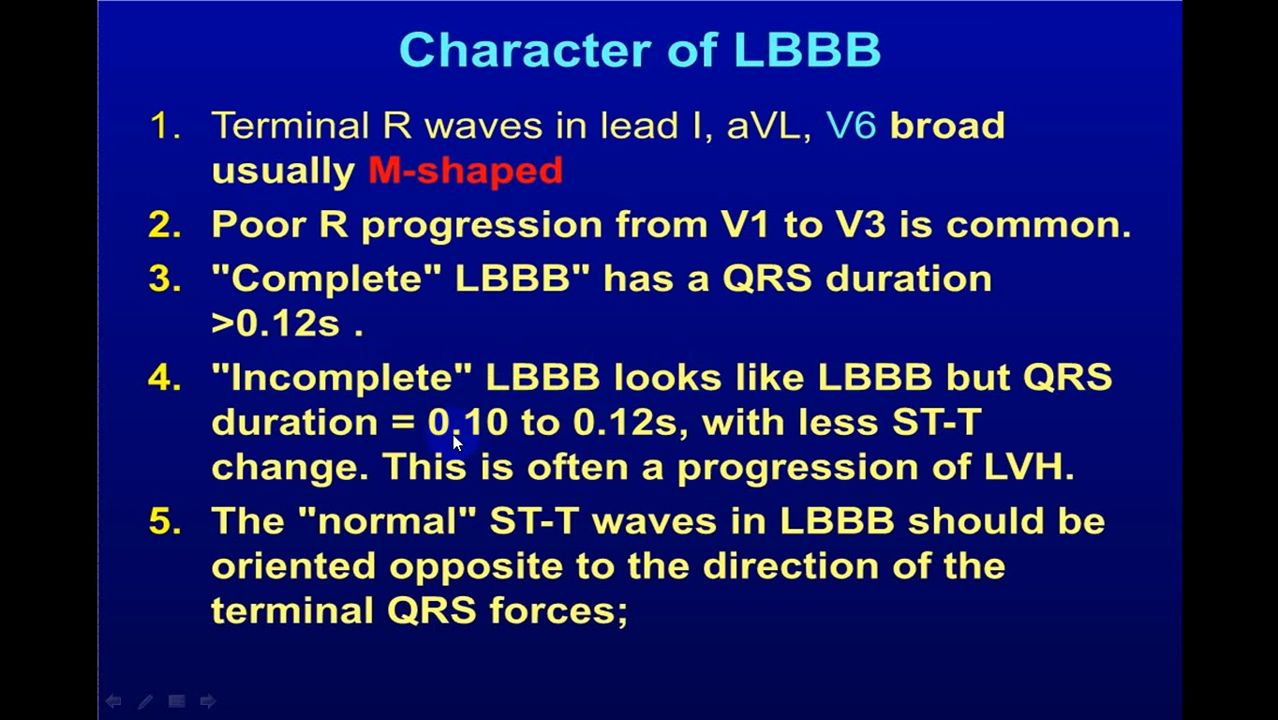 Character of LBBB
1. Terminal R waves in lead I, aVL, V6 broad
usually M-shaped
2. Poor R progression from V1 to V3 is common.
3. "Complete" LBBB" has a QRS duration
>0.12s .
4. "Incomplete" LBBB looks like LBBB but QRS
duration = 0.10 to 0.12s, with less ST-T
change. This is often a progression of LVH.
5. The "normal" ST-T waves in LBBB should be
oriented opposite to the direction of the
terminal QRS forces;